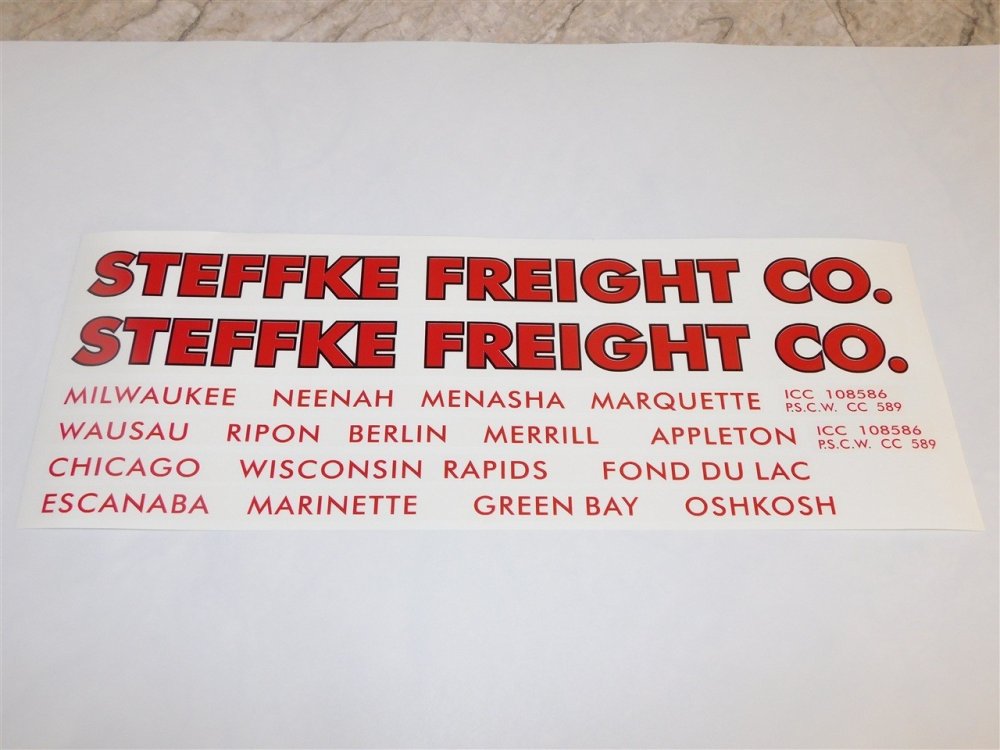 STEFFKE FREIGHT CO.
STEFFKE FREIGHT CO.
MILWAUKEE NEENAH MENASHA MARQUETTE ICC 108586
P.S.C.W. CC 589
WAUSAU RIPON BERLIN MERRILL APPLETON ICC 108586
P.S.C.W. CC 589
CHICAGO WISCONSIN RAPIDS FOND DU LAC
ESCANABA MARINETTE GREEN BAY OSHKOSH